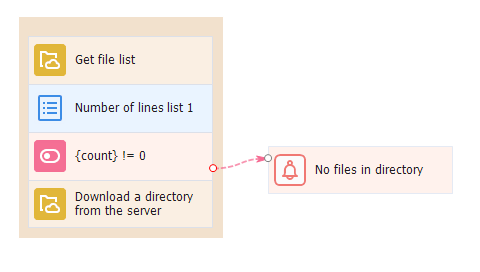 Get file list
Number of lines list 1
{count} != 0
No files in directory
Download a directory
from the server